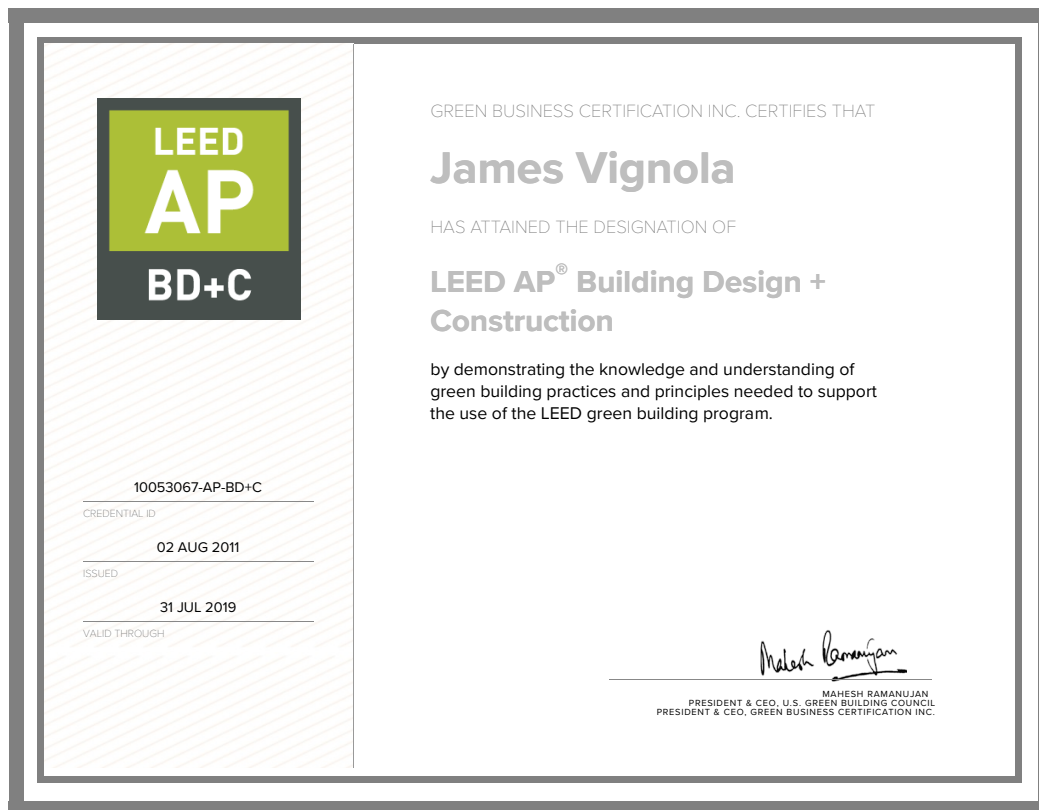 LEED
AP
BD+C
10053067-AP-BD+C
CREDENTIAL ID
02 AUG 2011
ISSUED
31 JUL 2019
VALID THROUGH
GREEN BUSINESS CERTIFICATION INC. CERTIFIES THAT
James Vignola
HAS ATTAINED THE DESIGNATION OF
LEED AP® Building Design +
Construction
by demonstrating the knowledge and understanding of
green building practices and principles needed to support
the use of the LEED green building program.
Mahesh Ramanujan
MAHESH RAMANUJAN
PRESIDENT & CEO, U.S. GREEN BUILDING COUNCIL
PRESIDENT & CEO, GREEN BUSINESS CERTIFICATION INC.